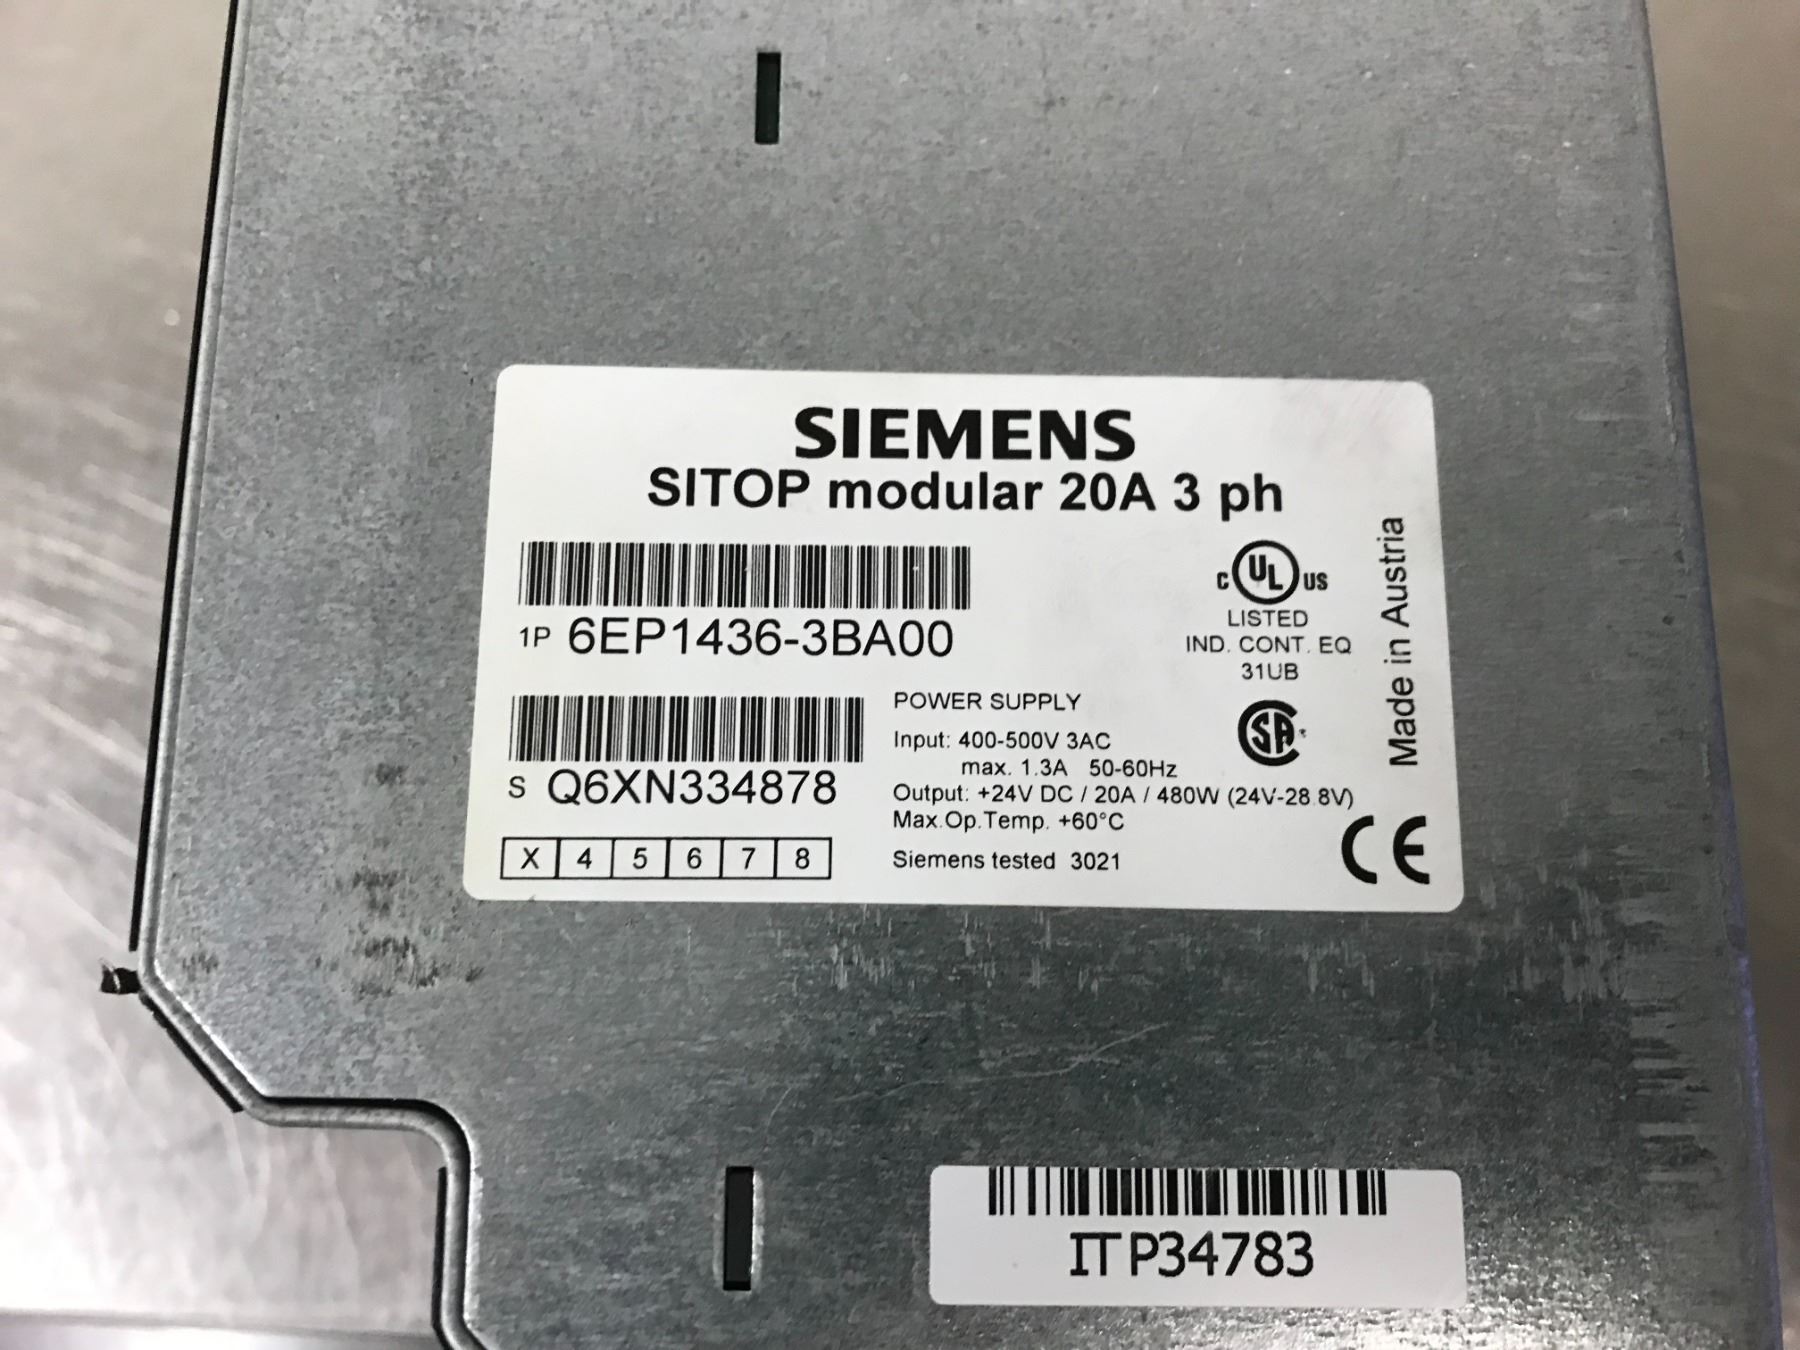 SIEMENS
SITOP modular 20A 3 ph
1P 6EP1436-3BA00
C UL US
LISTED
IND. CONT. EQ
31UB
Made in Austria
S Q6XN334878
POWER SUPPLY
Input: 400-500V 3AC
max. 1.3A 50-60Hz
Output: +24V DC / 20A / 480W (24V-28.8V)
Max.Op.Temp. +60°C
Siemens tested 3021
SA
CE
X 4 5 6 7 8
ITP34783